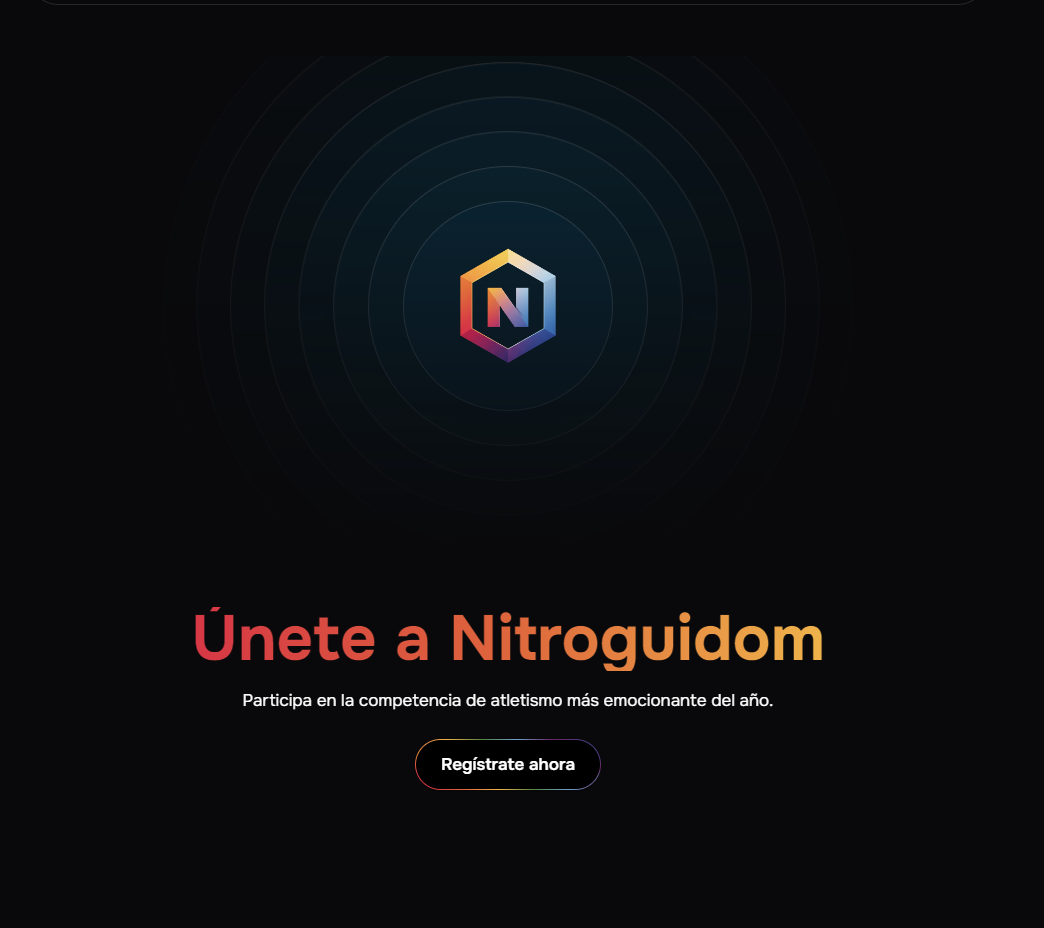 N
Únete a Nitroguidom
Participa en la competencia de atletismo más emocionante del año.
Regístrate ahora